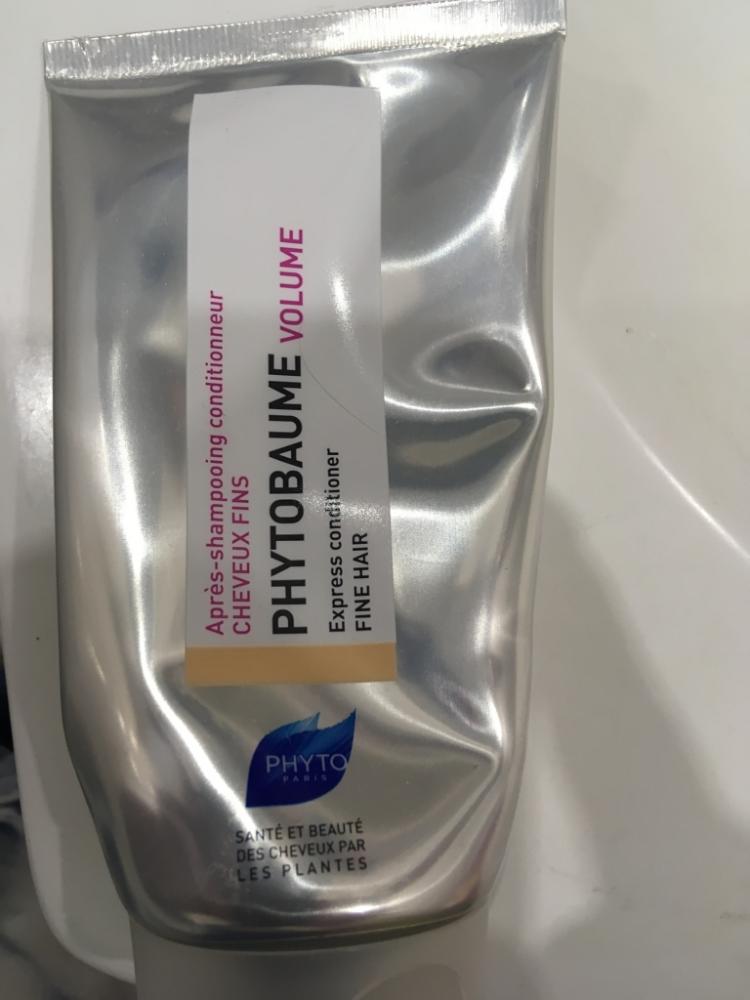 Après-shampooing conditionneur
CHEVEUX FINS
PHYTOBAUME VOLUME
Express conditioner
FINE HAIR
PHYTO
PARIS
SANTÉ ET BEAUTÉ
DES CHEVEUX PAR
LES PLANTES